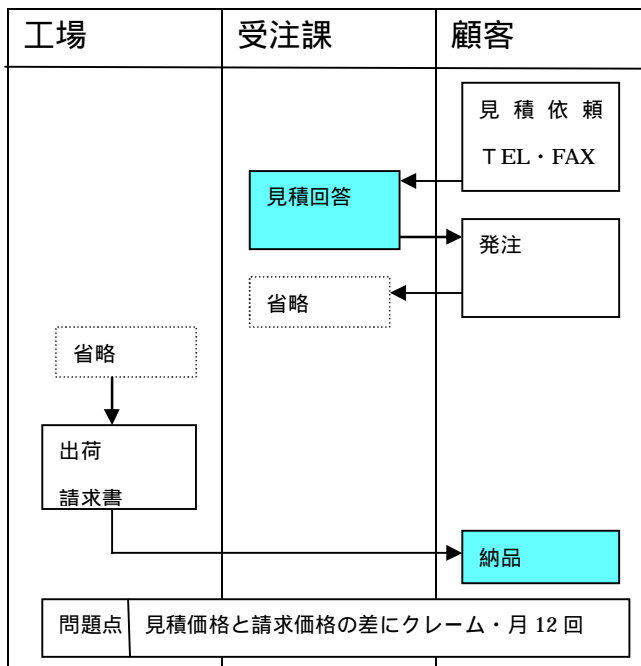 工場 受注課 顧客
見積依頼
TEL・FAX
見積回答
発注
省略
省略
出荷
請求書
納品
問題点 見積価格と請求価格の差にクレーム・月12回